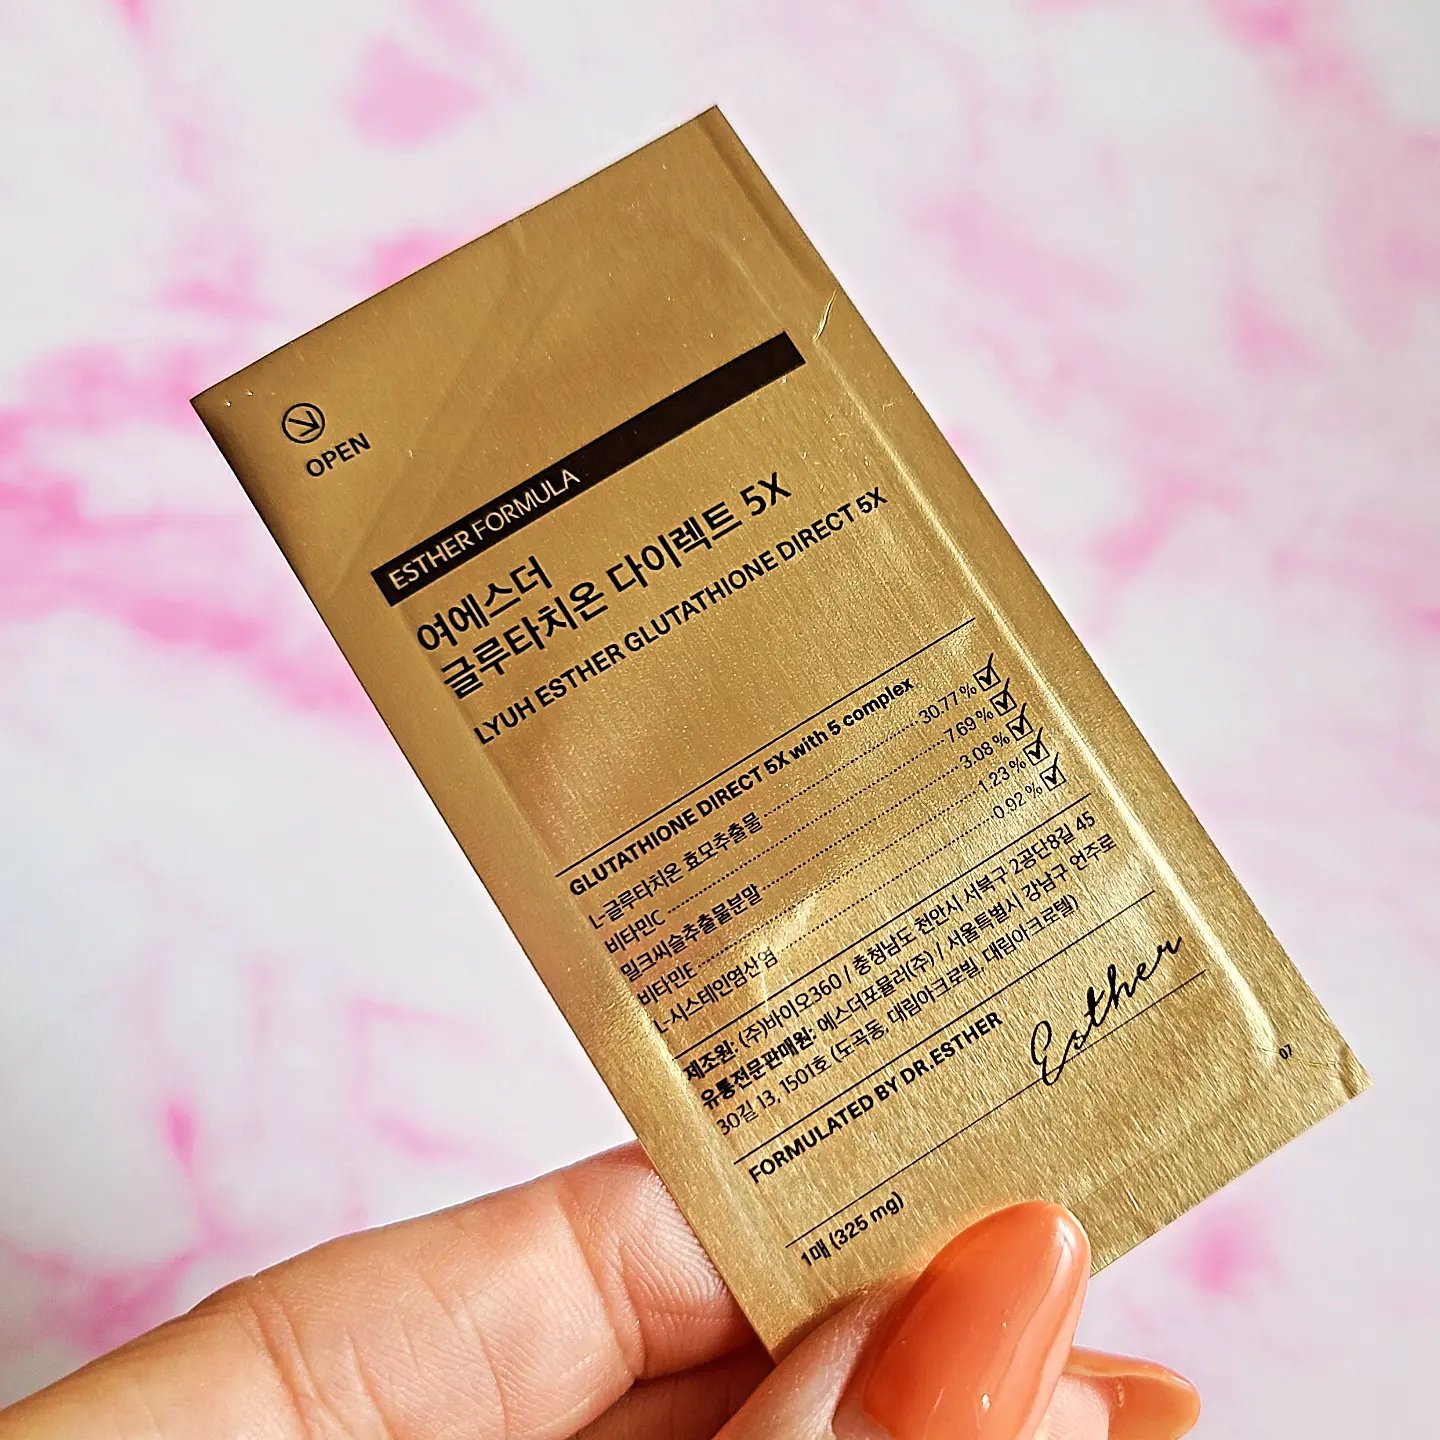 OPEN
ESTHER FORMULA
여에스더
글루타치온 다이렉트 5X
LYUH ESTHER GLUTATHIONE DIRECT 5X
GLUTATHIONE DIRECT 5X with 5 complex
L-글루타치온 효모추출물 30.77 %
비타민C 7.69 %
밀크씨슬추출물분말 3.08 %
비타민E 1.23 %
L-시스테인염산염 0.92 %
제조원: (주)바이오360 / 충청남도 천안시 서북구 2공단8길 45
유통전문판매원: 에스더포뮬러(주) / 서울특별시 강남구 언주로
30길 13, 1501호 (도곡동, 대림아크로빌, 대림아크로텔)
FORMULATED BY DR.ESTHER
Esther
1매 (325 mg)
07